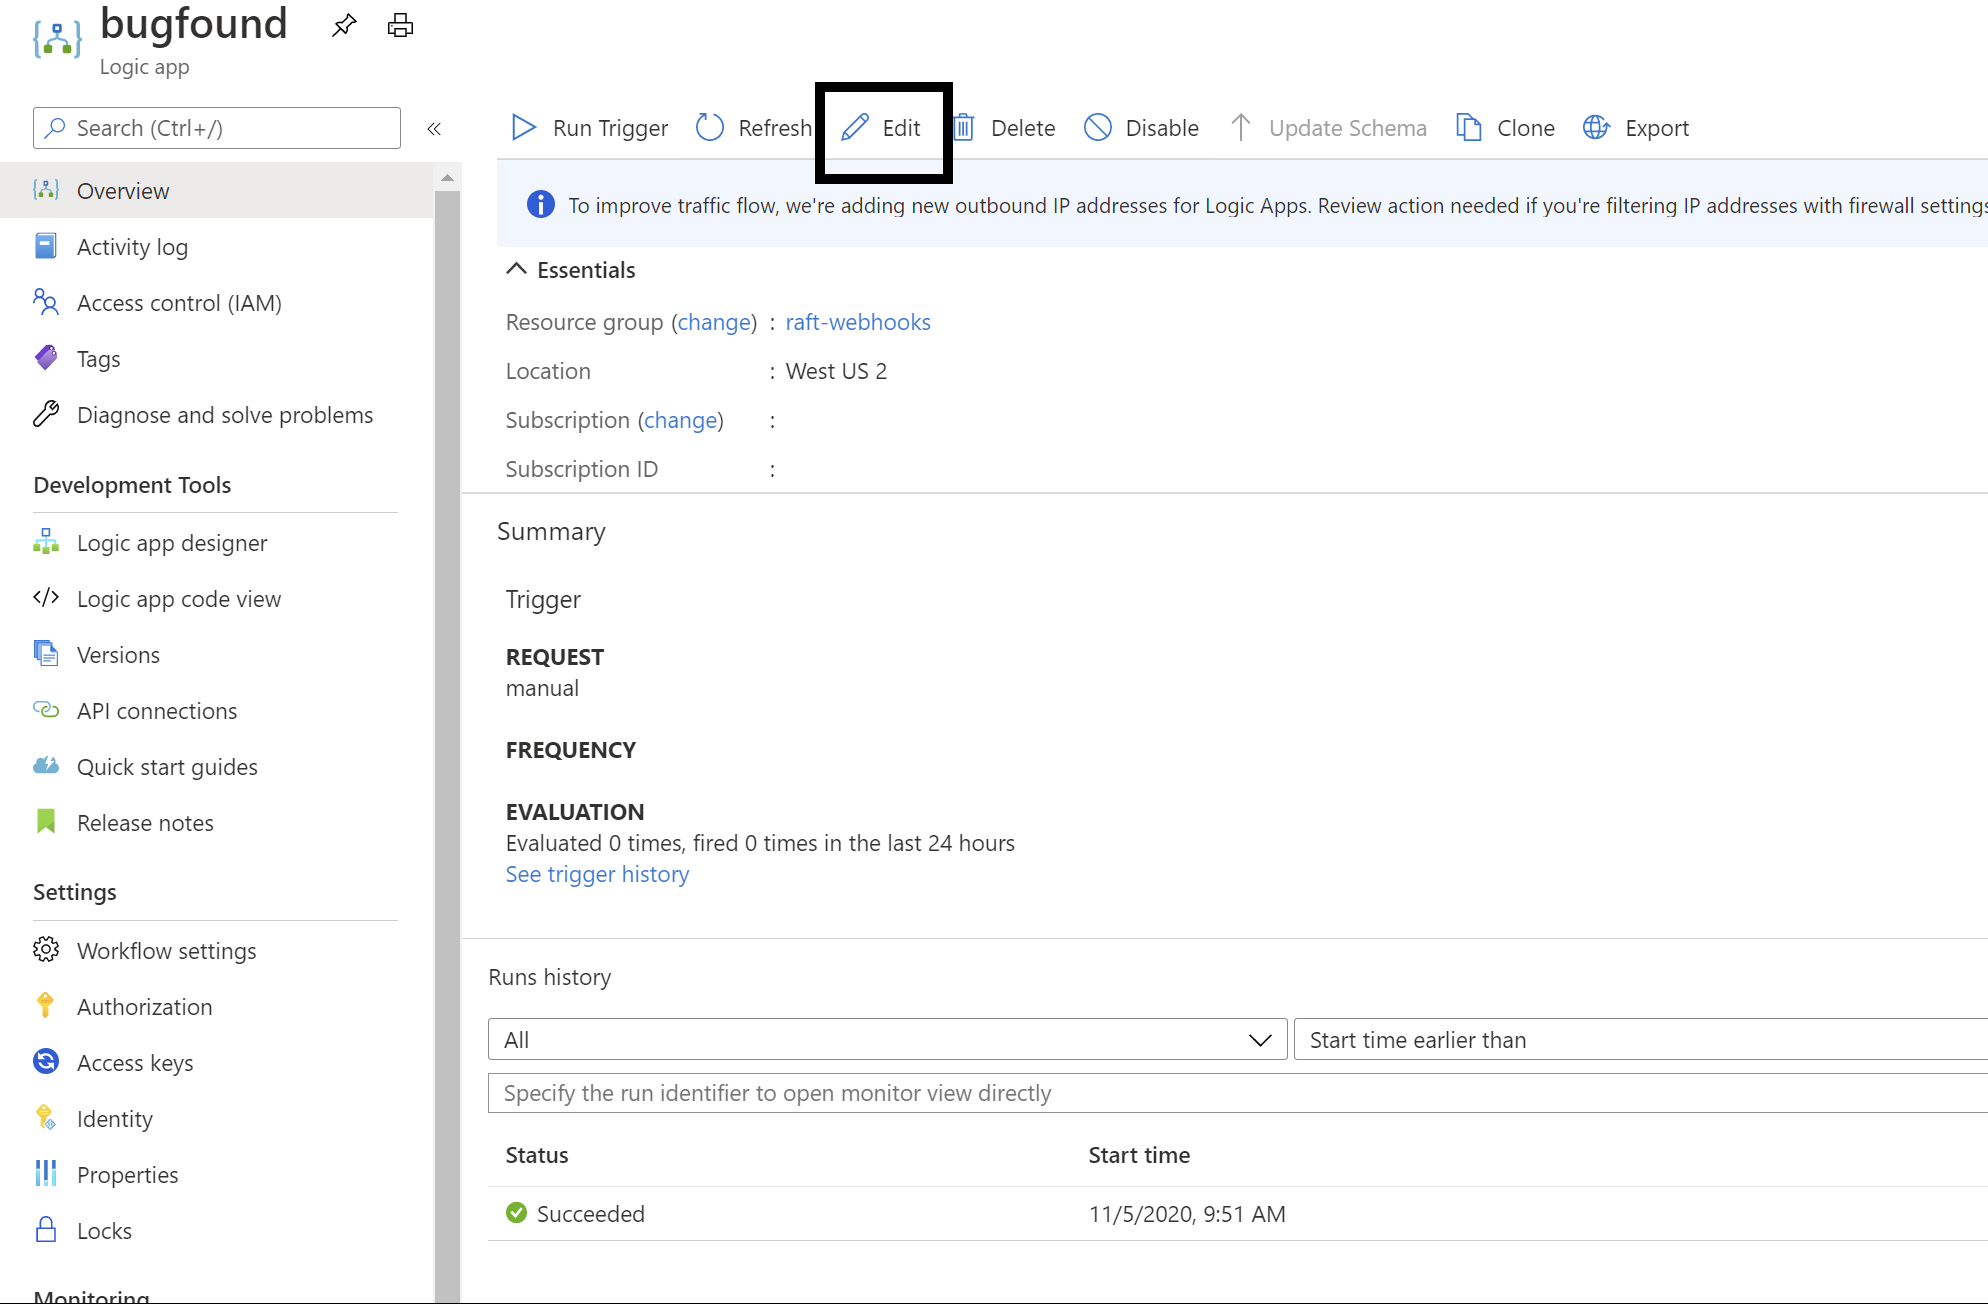 bugfound
Logic app
Search (Ctrl+/)
«
Overview
Activity log
Access control (IAM)
Tags
Diagnose and solve problems
Development Tools
Logic app designer
Logic app code view
Versions
API connections
Quick start guides
Release notes
Settings
Workflow settings
Authorization
Access keys
Identity
Properties
Locks
Monitoring
Run Trigger Refresh Edit Delete Disable Update Schema Clone Export
To improve traffic flow, we're adding new outbound IP addresses for Logic Apps. Review action needed if you're filtering IP addresses with firewall settings
Essentials
Resource group (change) : raft-webhooks
Location : West US 2
Subscription (change) :
Subscription ID :
Summary
Trigger
REQUEST
manual
FREQUENCY
EVALUATION
Evaluated 0 times, fired 0 times in the last 24 hours
See trigger history
Runs history
All Start time earlier than
Specify the run identifier to open monitor view directly
Status Start time
Succeeded 11/5/2020, 9:51 AM